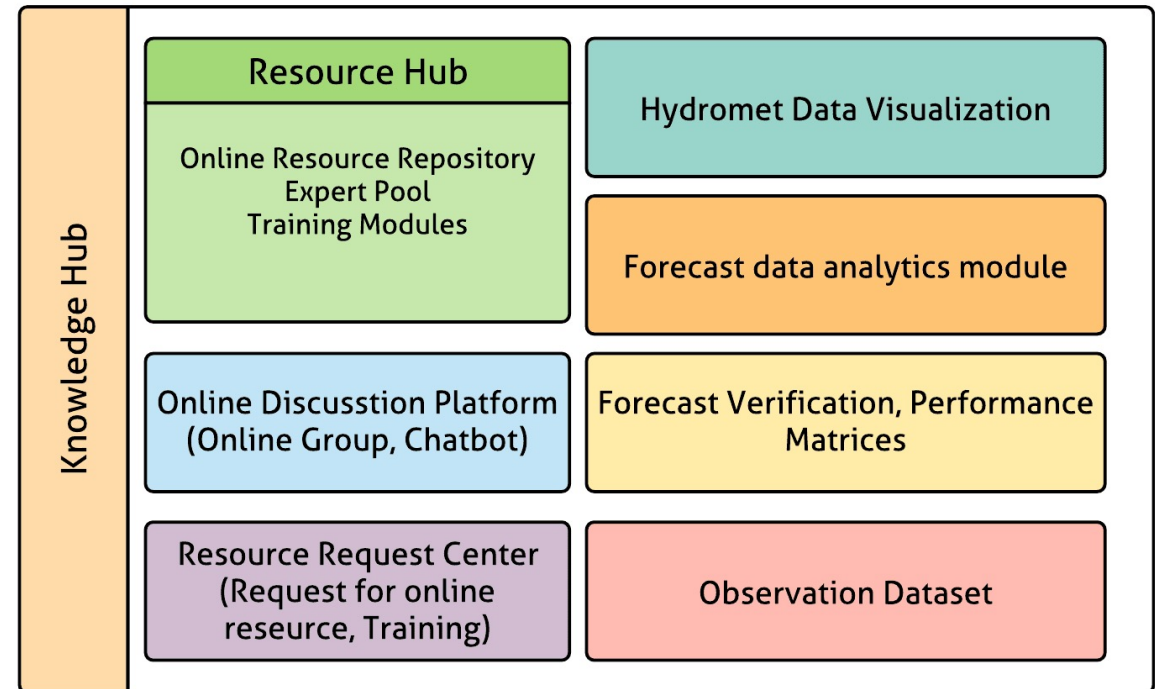 Knowledge Hub
Resource Hub
Online Resource Repository
Expert Pool
Training Modules
Online Discusstion Platform
(Online Group, Chatbot)
Resource Request Center
(Request for online
reseurce, Training)
Hydromet Data Visualization
Forecast data analytics module
Forecast Verification, Performance
Matrices
Observation Dataset